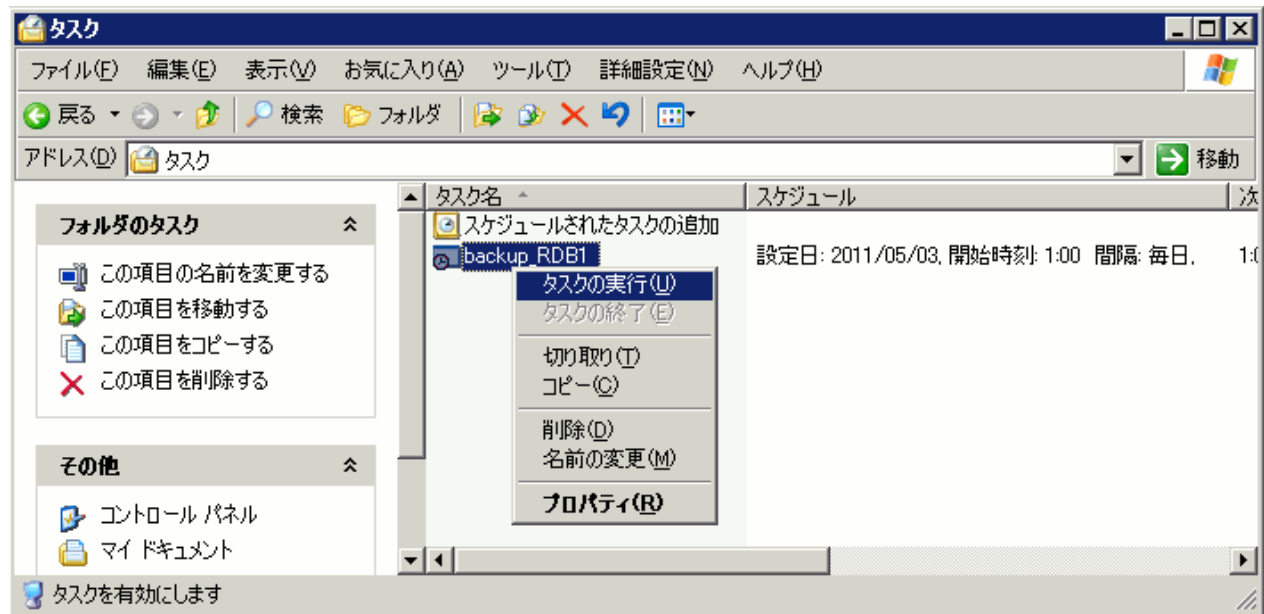 タスク
ファイル(F) 編集(E) 表示(V) お気に入り(A) ツール(T) 詳細設定(N) ヘルプ(H)
戻る 検索 フォルダ
アドレス(D) タスク 移動
フォルダのタスク
この項目の名前を変更する
この項目を移動する
この項目をコピーする
この項目を削除する
その他
コントロール パネル
マイ ドキュメント
タスク名 スケジュール 次
スケジュールされたタスクの追加
backup_RDB1 設定日: 2011/05/03, 開始時刻: 1:00 間隔: 毎日, 1:0
タスクの実行(U)
タスクの終了(E)
切り取り(T)
コピー(C)
削除(D)
名前の変更(M)
プロパティ(R)
タスクを有効にします